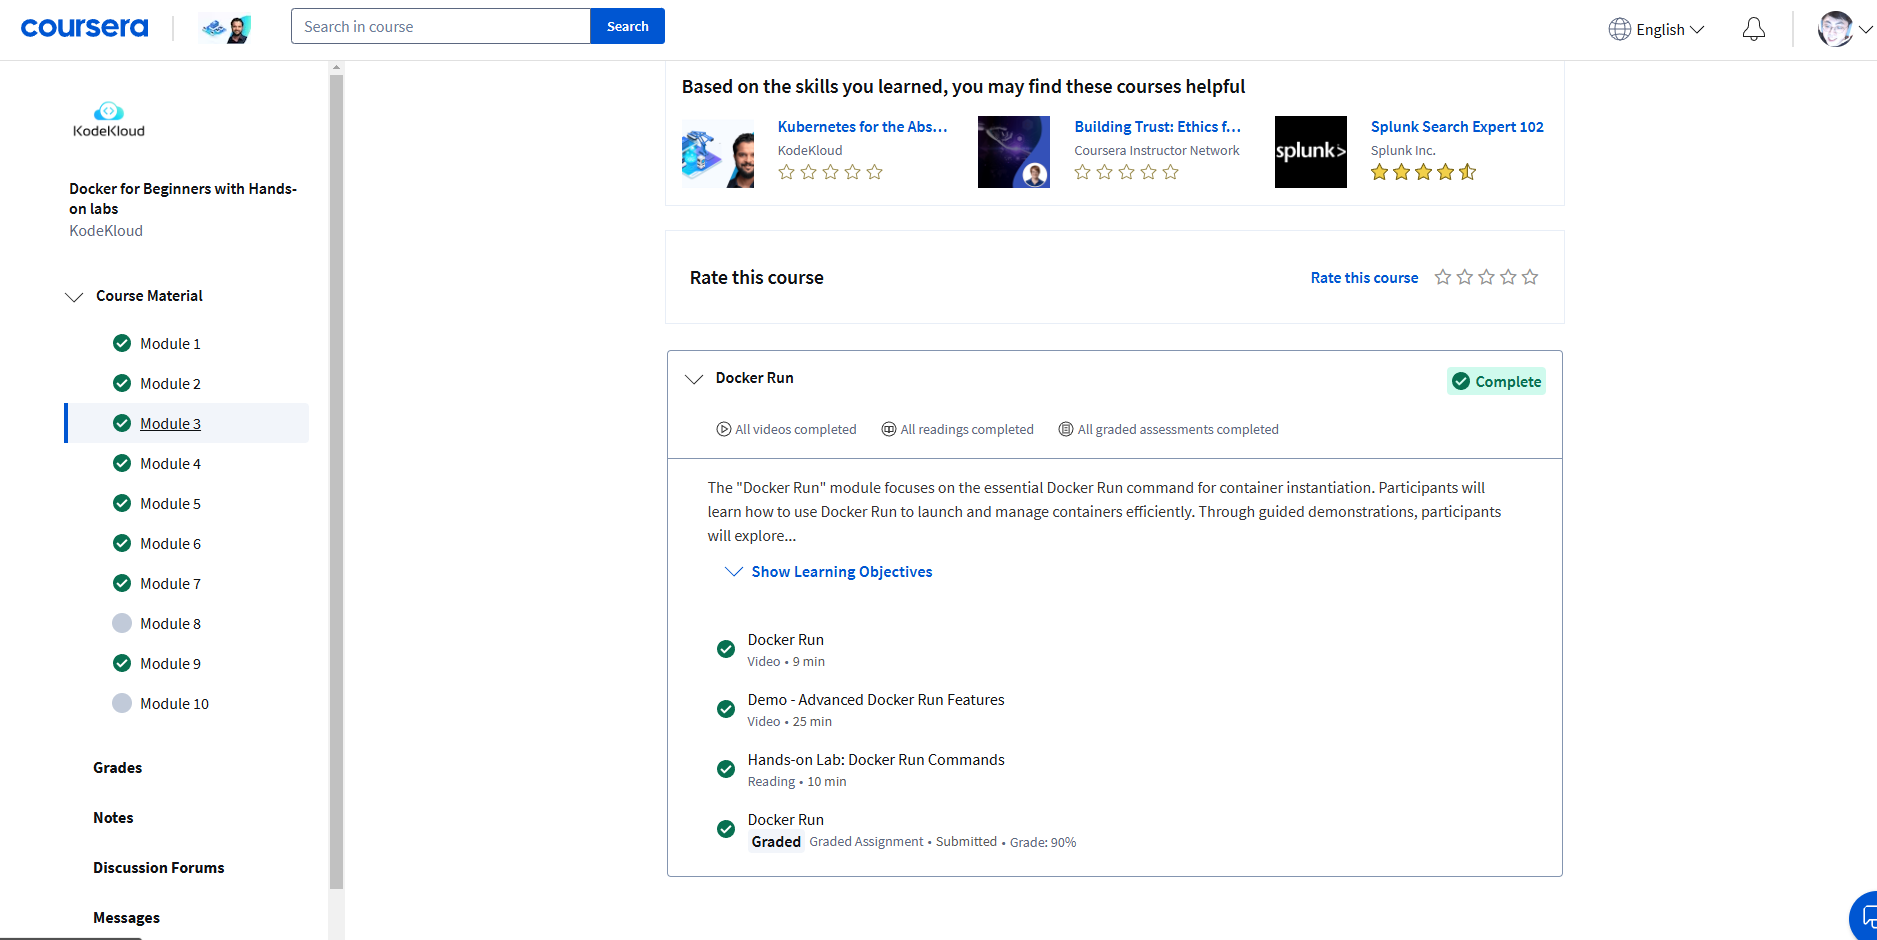 coursera
Search in course
Search
English
KodeKloud
Docker for Beginners with Hands-
on labs
KodeKloud
Course Material
Module 1
Module 2
Module 3
Module 4
Module 5
Module 6
Module 7
Module 8
Module 9
Module 10
Grades
Notes
Discussion Forums
Messages
Based on the skills you learned, you may find these courses helpful
Kubernetes for the Abs...
KodeKloud
Building Trust: Ethics f...
Coursera Instructor Network
splunk>
Splunk Search Expert 102
Splunk Inc.
Rate this course
Rate this course
Docker Run
Complete
All videos completed
All readings completed
All graded assessments completed
The "Docker Run" module focuses on the essential Docker Run command for container instantiation. Participants will
learn how to use Docker Run to launch and manage containers efficiently. Through guided demonstrations, participants
will explore...
Show Learning Objectives
Docker Run
Video • 9 min
Demo - Advanced Docker Run Features
Video • 25 min
Hands-on Lab: Docker Run Commands
Reading • 10 min
Docker Run
Graded Graded Assignment • Submitted • Grade: 90%